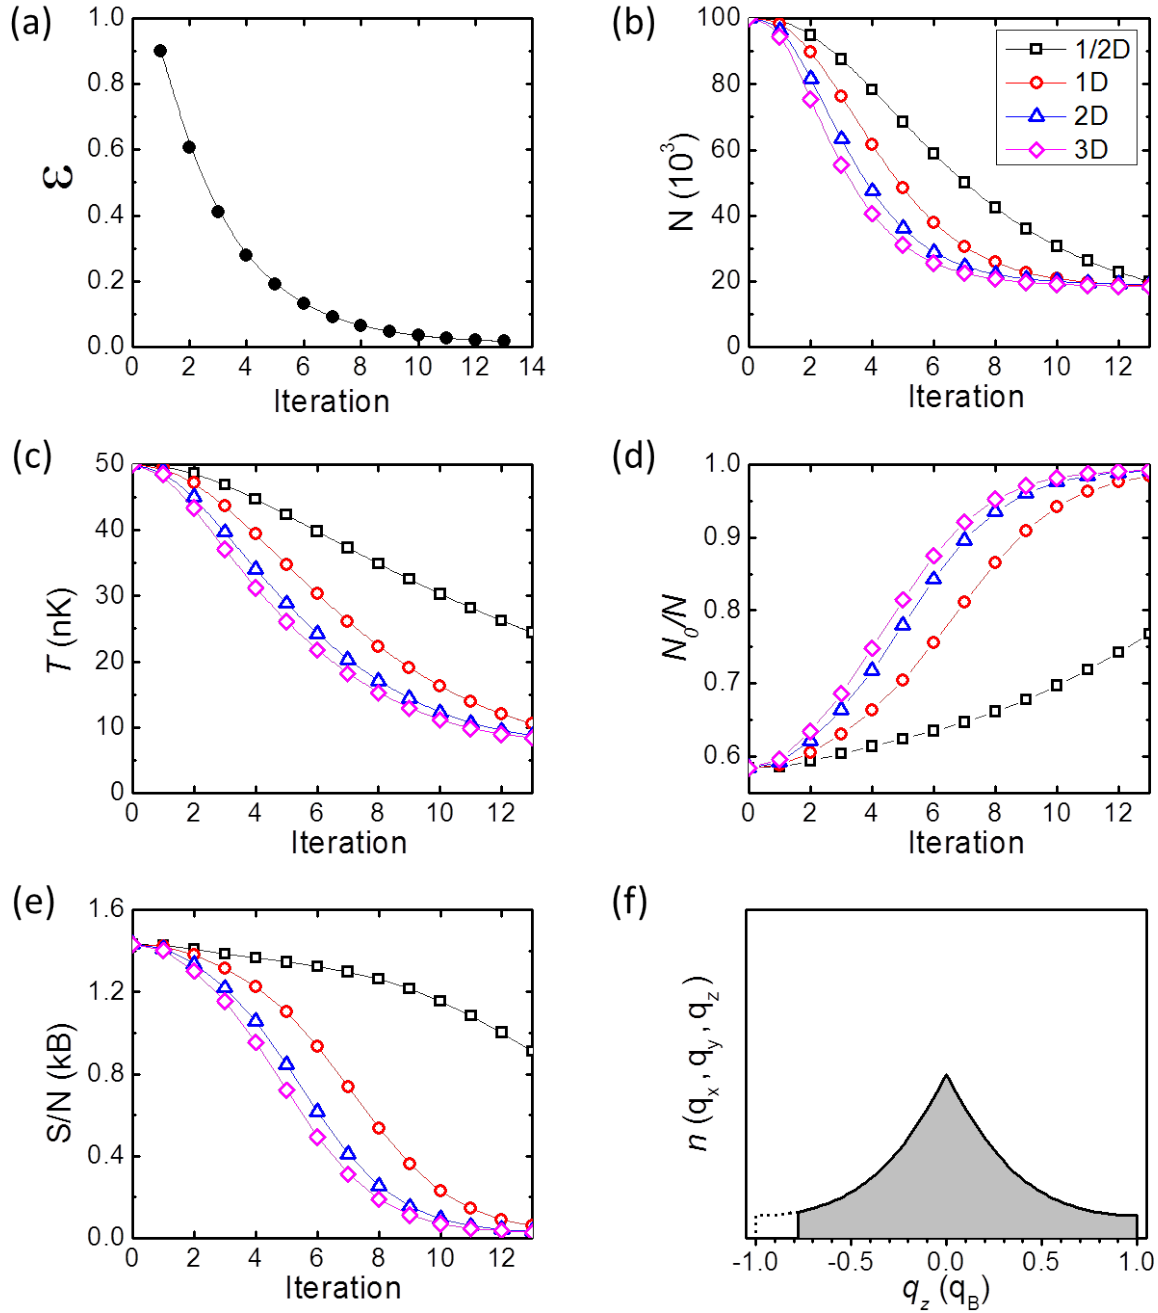 (a)
1.0
0.8
0.6
0.4
0.2
0.0
ε
0 2 4 6 8 10 12 14
Iteration
(b)
100
80
60
40
20
0
N (10³)
1/2D
1D
2D
3D
0 2 4 6 8 10 12
Iteration
(c)
50
40
30
20
10
0
T (nK)
0 2 4 6 8 10 12
Iteration
(d)
1.0
0.9
0.8
0.7
0.6
N₀/N
0 2 4 6 8 10 12
Iteration
(e)
1.6
1.2
0.8
0.4
0.0
S/N (kB)
0 2 4 6 8 10 12
Iteration
(f)
n (qₓ , q_y , q_z)
-1.0 -0.5 0.0 0.5 1.0
q_z (q_B)